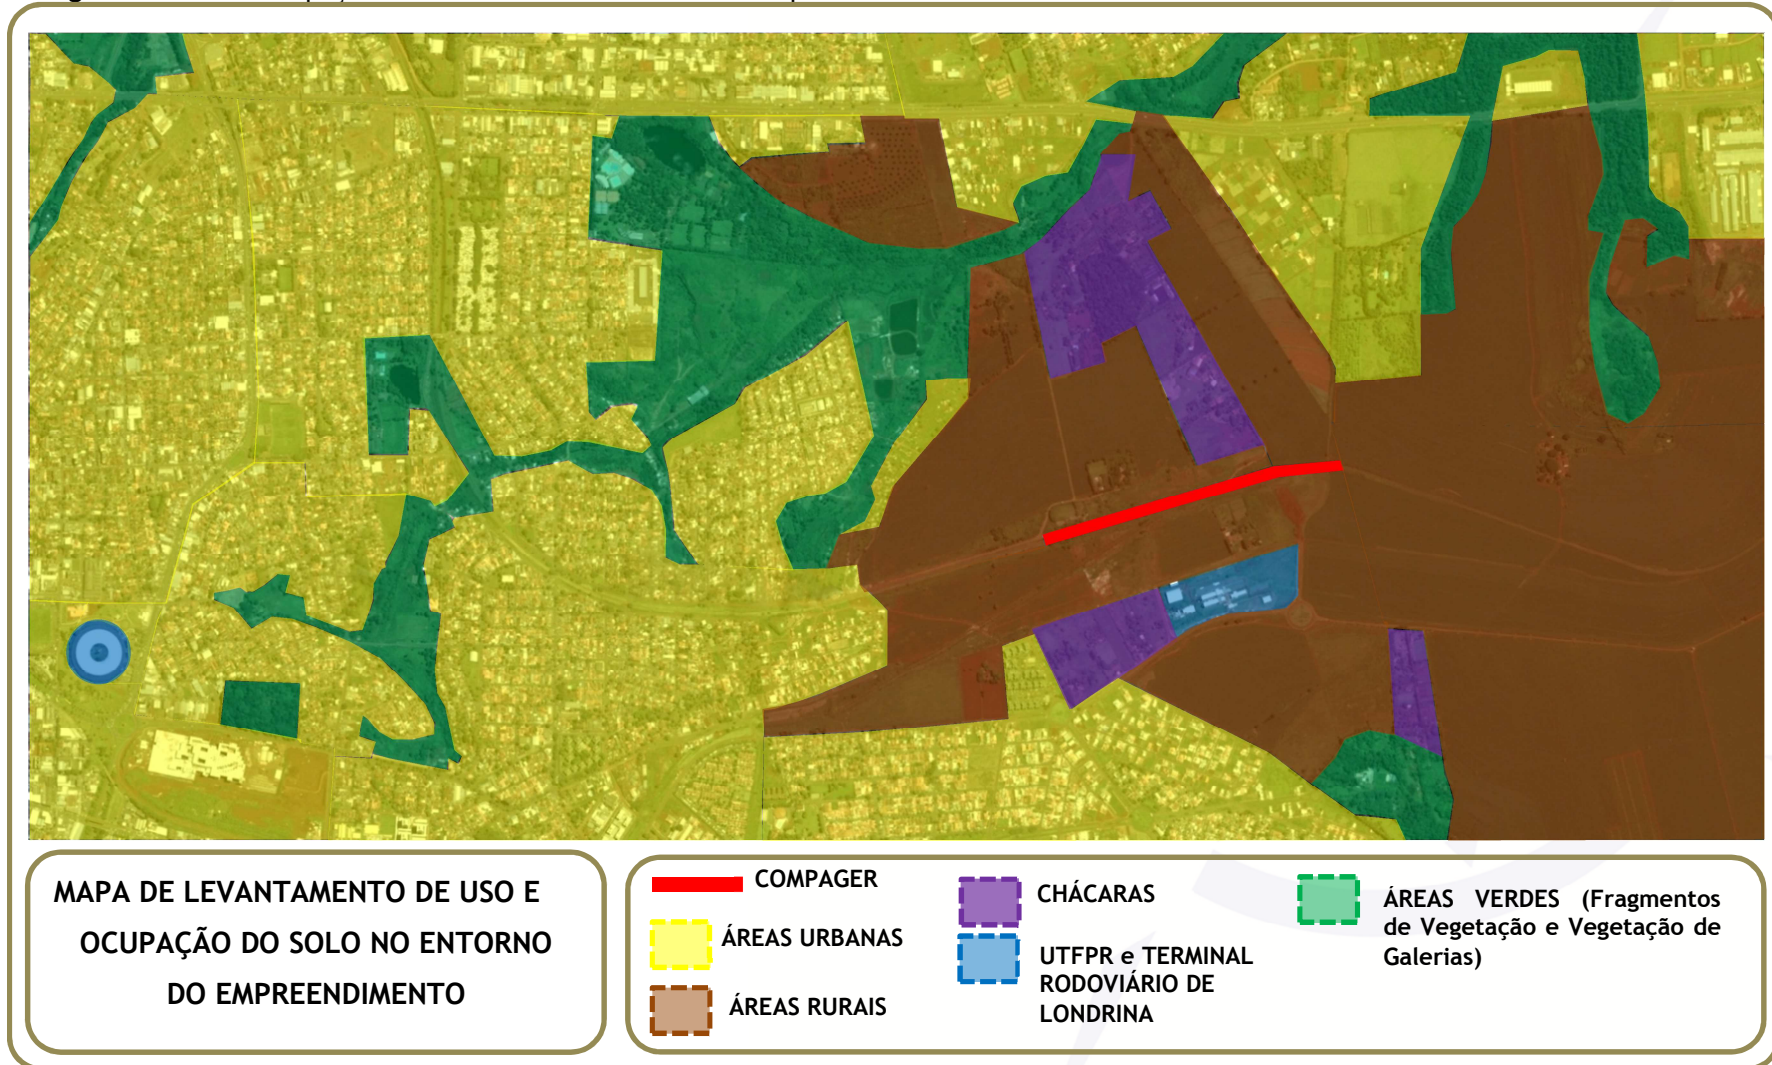 MAPA DE LEVANTAMENTO DE USO E
OCUPAÇÃO DO SOLO NO ENTORNO
DO EMPREENDIMENTO
COMPAGER
ÁREAS URBANAS
ÁREAS RURAIS
CHÁCARAS
UTFPR e TERMINAL
RODOVIÁRIO DE
LONDRINA
ÁREAS VERDES (Fragmentos
de Vegetação e Vegetação de
Galerias)